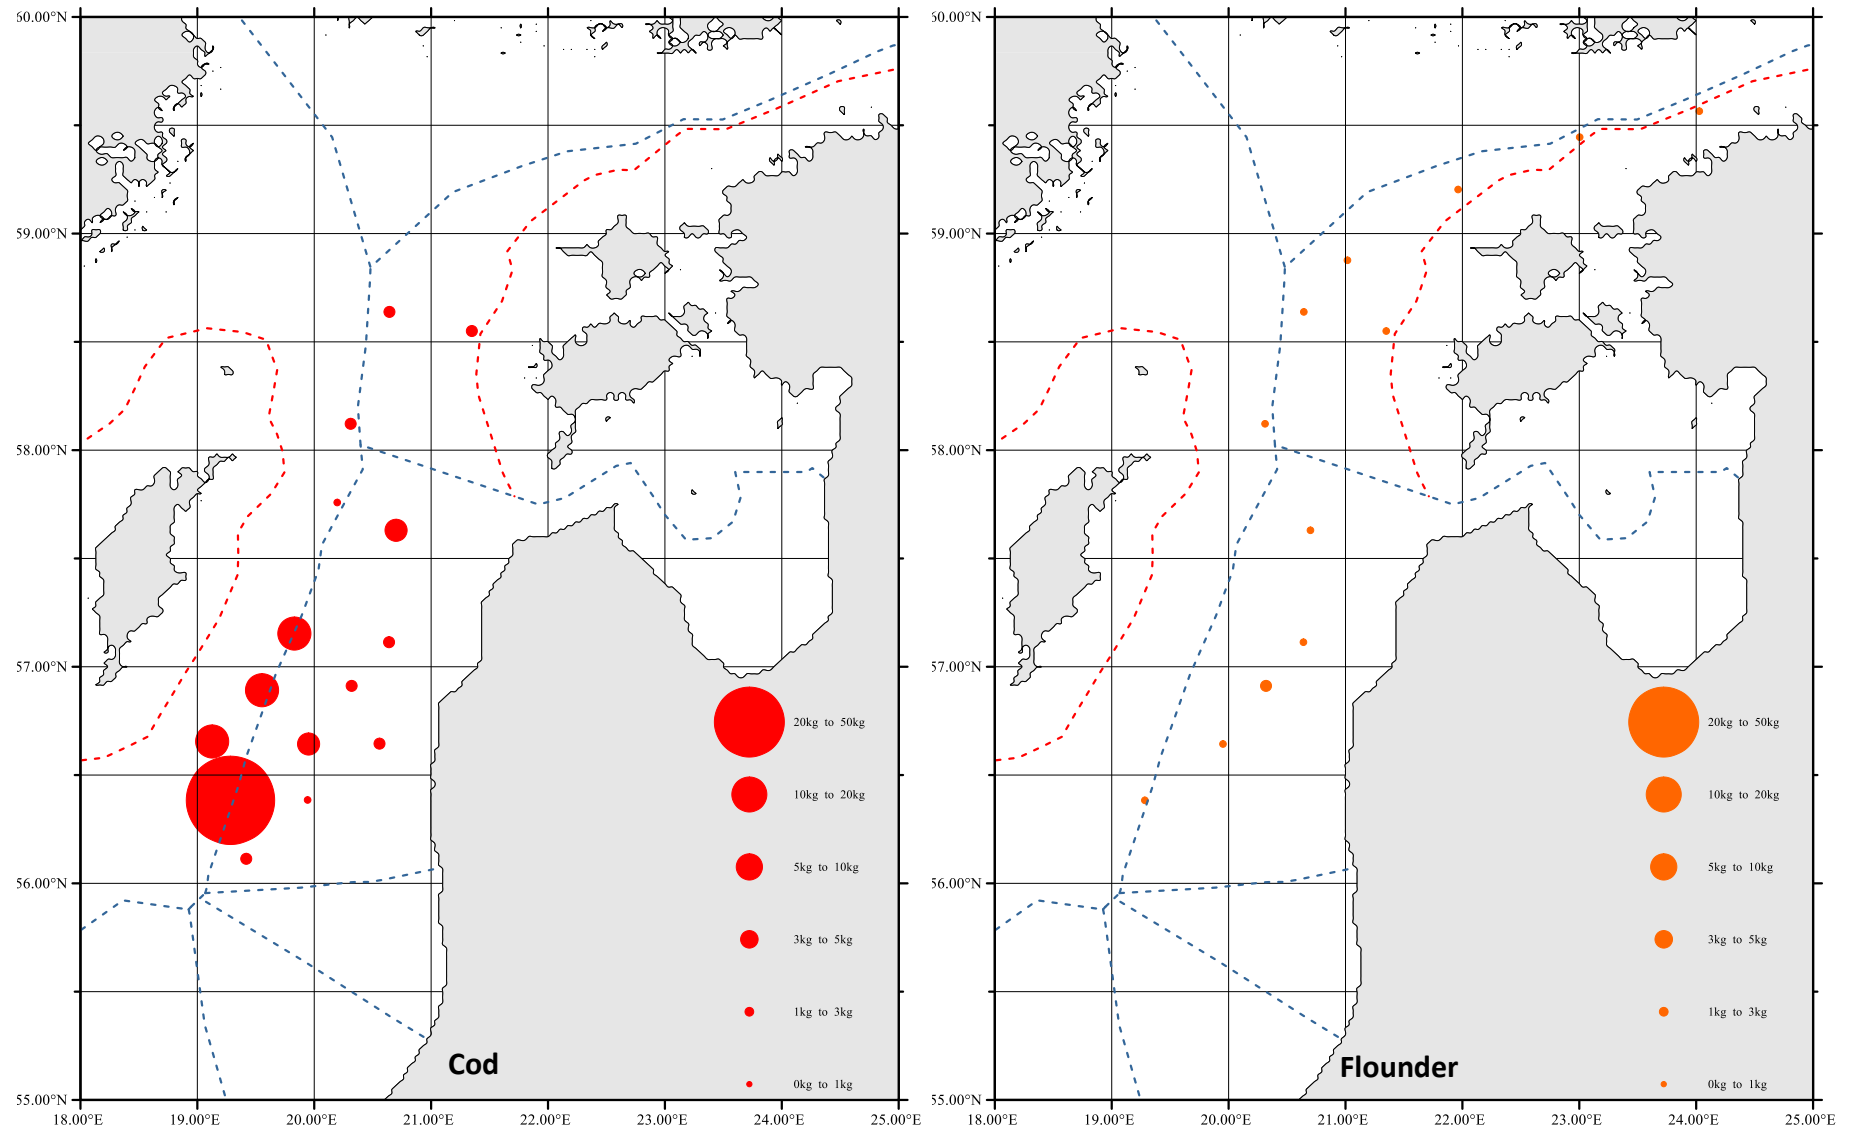 60.00°N
59.00°N
58.00°N
57.00°N
56.00°N
55.00°N
18.00°E 19.00°E 20.00°E 21.00°E 22.00°E 23.00°E 24.00°E 25.00°E
20kg to 50kg
10kg to 20kg
5kg to 10kg
3kg to 5kg
1kg to 3kg
0kg to 1kg
Cod
60.00°N
59.00°N
58.00°N
57.00°N
56.00°N
55.00°N
18.00°E 19.00°E 20.00°E 21.00°E 22.00°E 23.00°E 24.00°E 25.00°E
20kg to 50kg
10kg to 20kg
5kg to 10kg
3kg to 5kg
1kg to 3kg
0kg to 1kg
Flounder